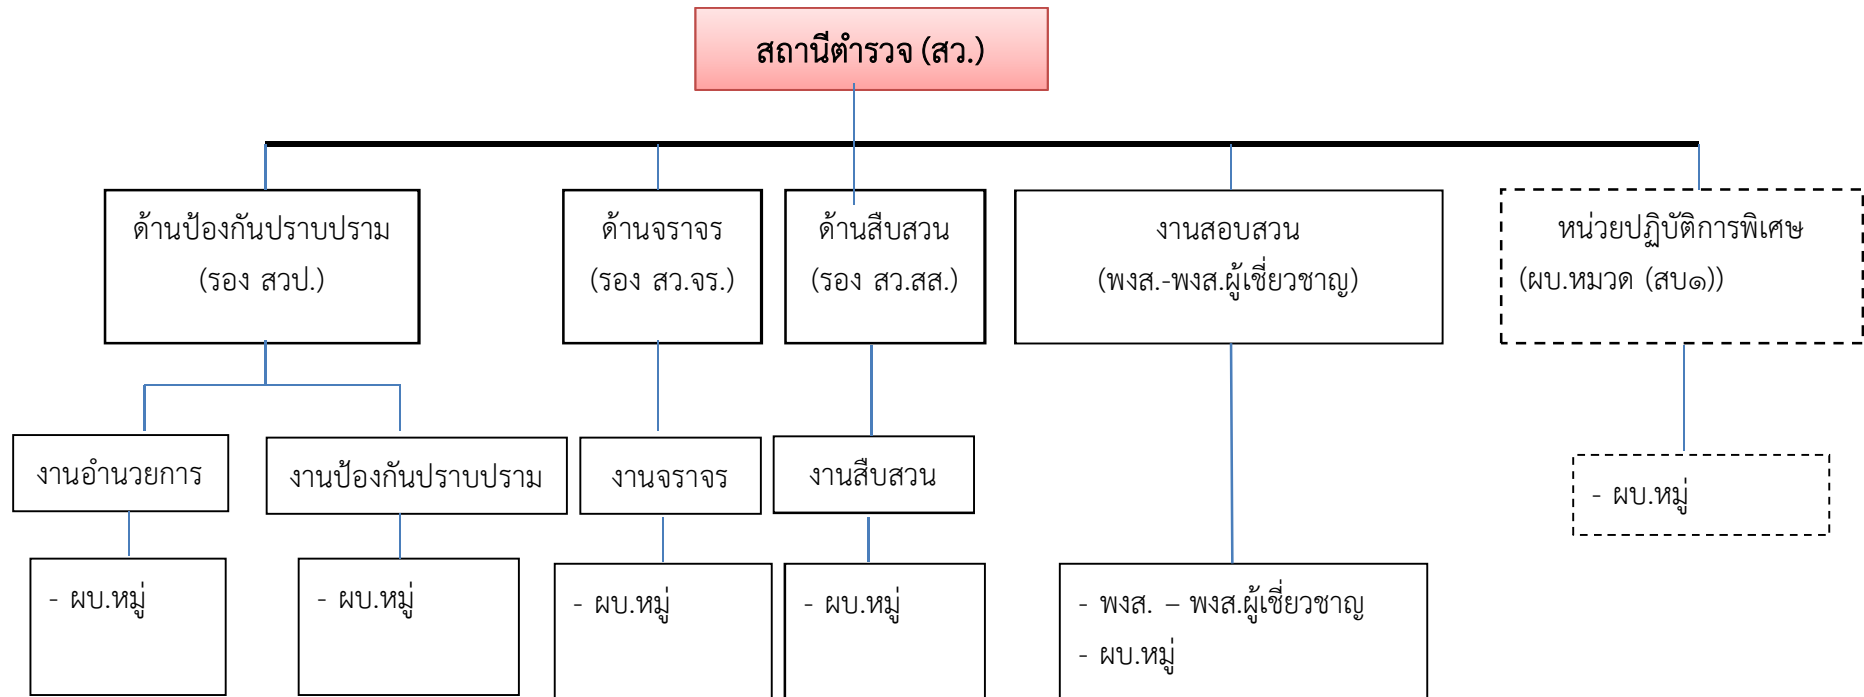 สถานีตำรวจ (สว.)
ด้านป้องกันปราบปราม
(รอง สวป.)
ด้านจราจร
(รอง สว.จร.)
ด้านสืบสวน
(รอง สว.สส.)
งานสอบสวน
(พงส.-พงส.ผู้เชี่ยวชาญ)
หน่วยปฏิบัติการพิเศษ
(ผบ.หมวด (สบ๑))
งานอำนวยการ
งานป้องกันปราบปราม
งานจราจร
งานสืบสวน
- ผบ.หมู่
- ผบ.หมู่
- ผบ.หมู่
- ผบ.หมู่
- พงส. – พงส.ผู้เชี่ยวชาญ
- ผบ.หมู่
- ผบ.หมู่